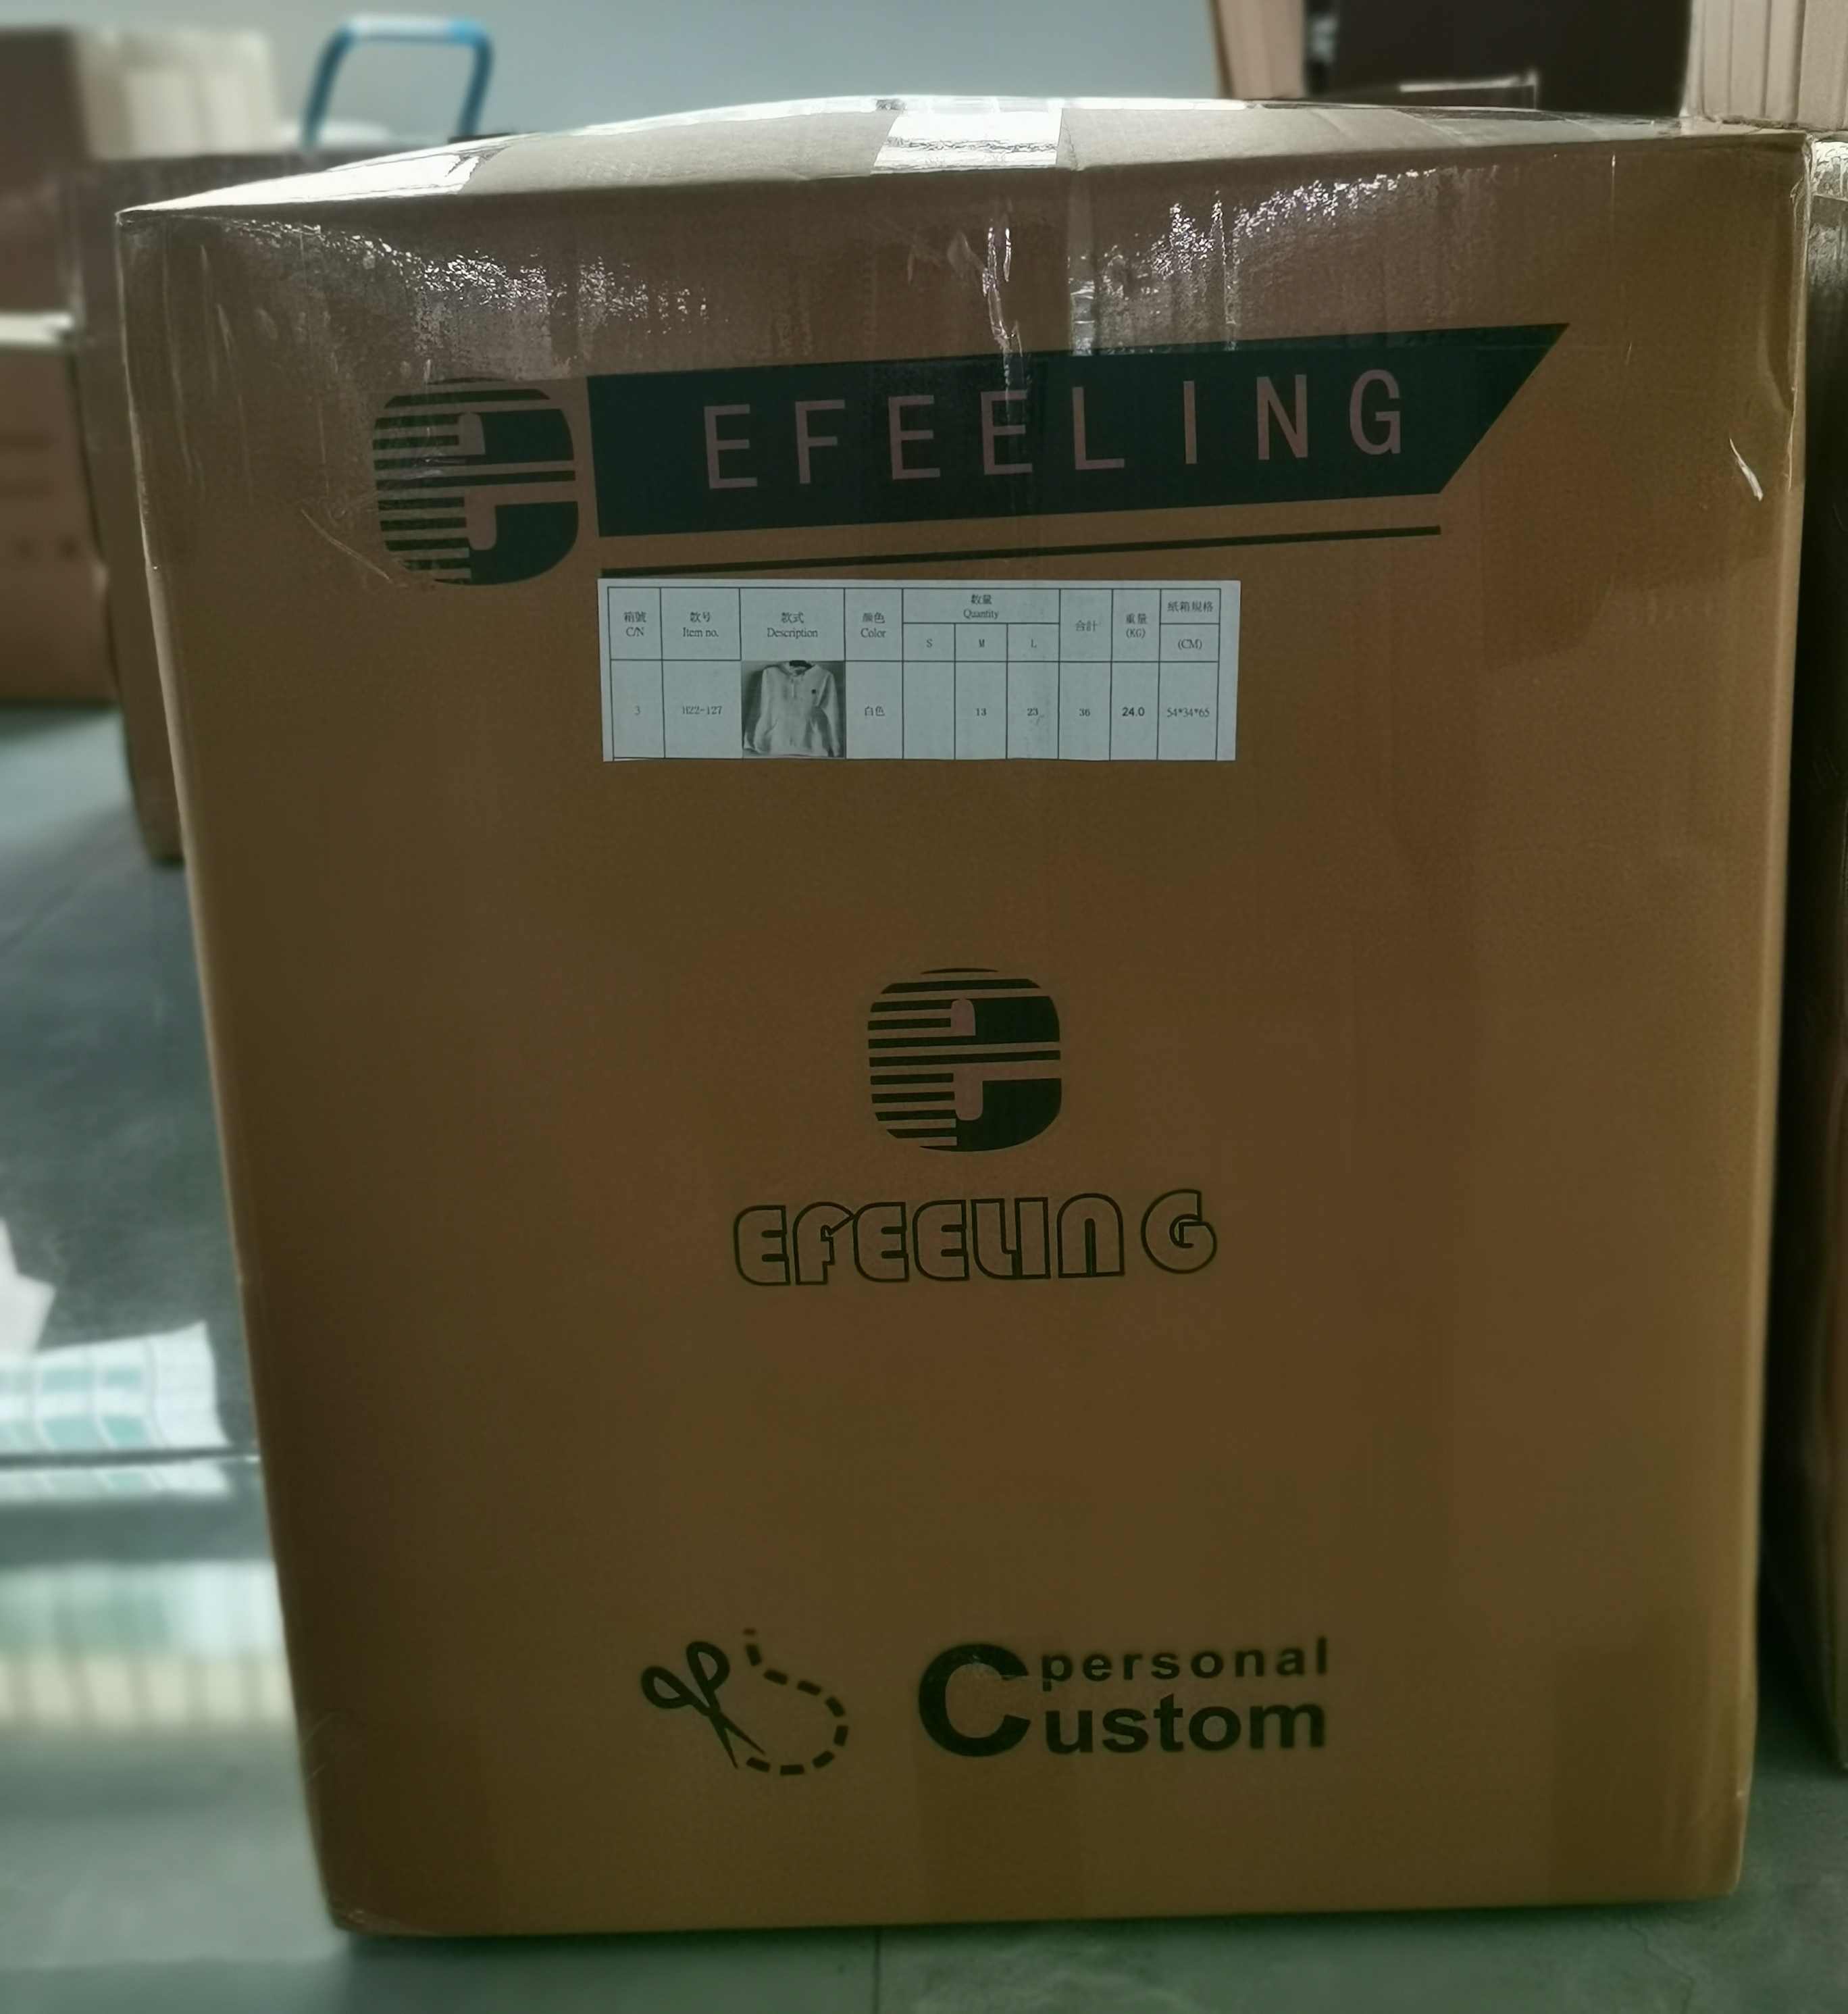 EFEELING
箱號 款号 款式 颜色 数量 合計 重量 紙箱規格
C/N Item no. Description Color Quantity (KG)
S M L (CM)
3 H22-127 白色 13 23 36 24.0 54*34*65
EFEELING
personal
Custom